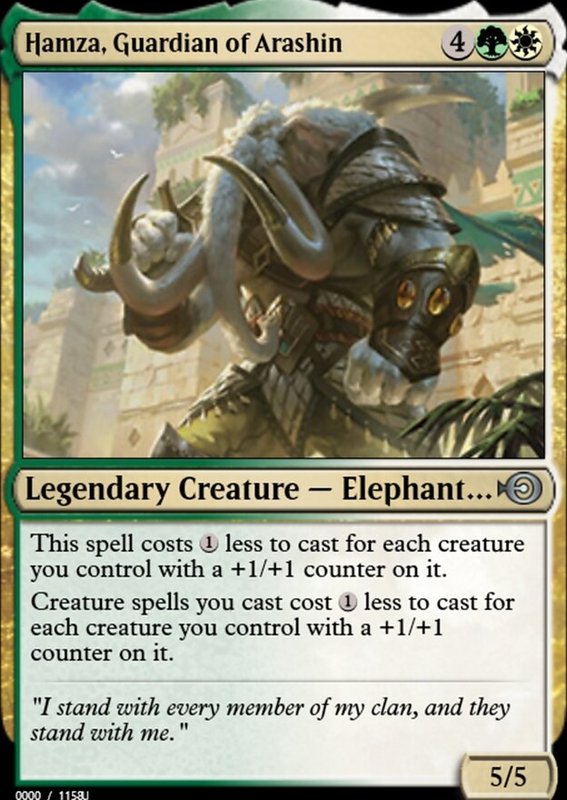 Hamza, Guardian of Arashin 4
Legendary Creature — Elephant...
This spell costs 1 less to cast for each creature
you control with a +1/+1 counter on it.
Creature spells you cast cost 1 less to cast for
each creature you control with a +1/+1
counter on it.
"I stand with every member of my clan, and they
stand with me."
5/5
0000 / 1158U